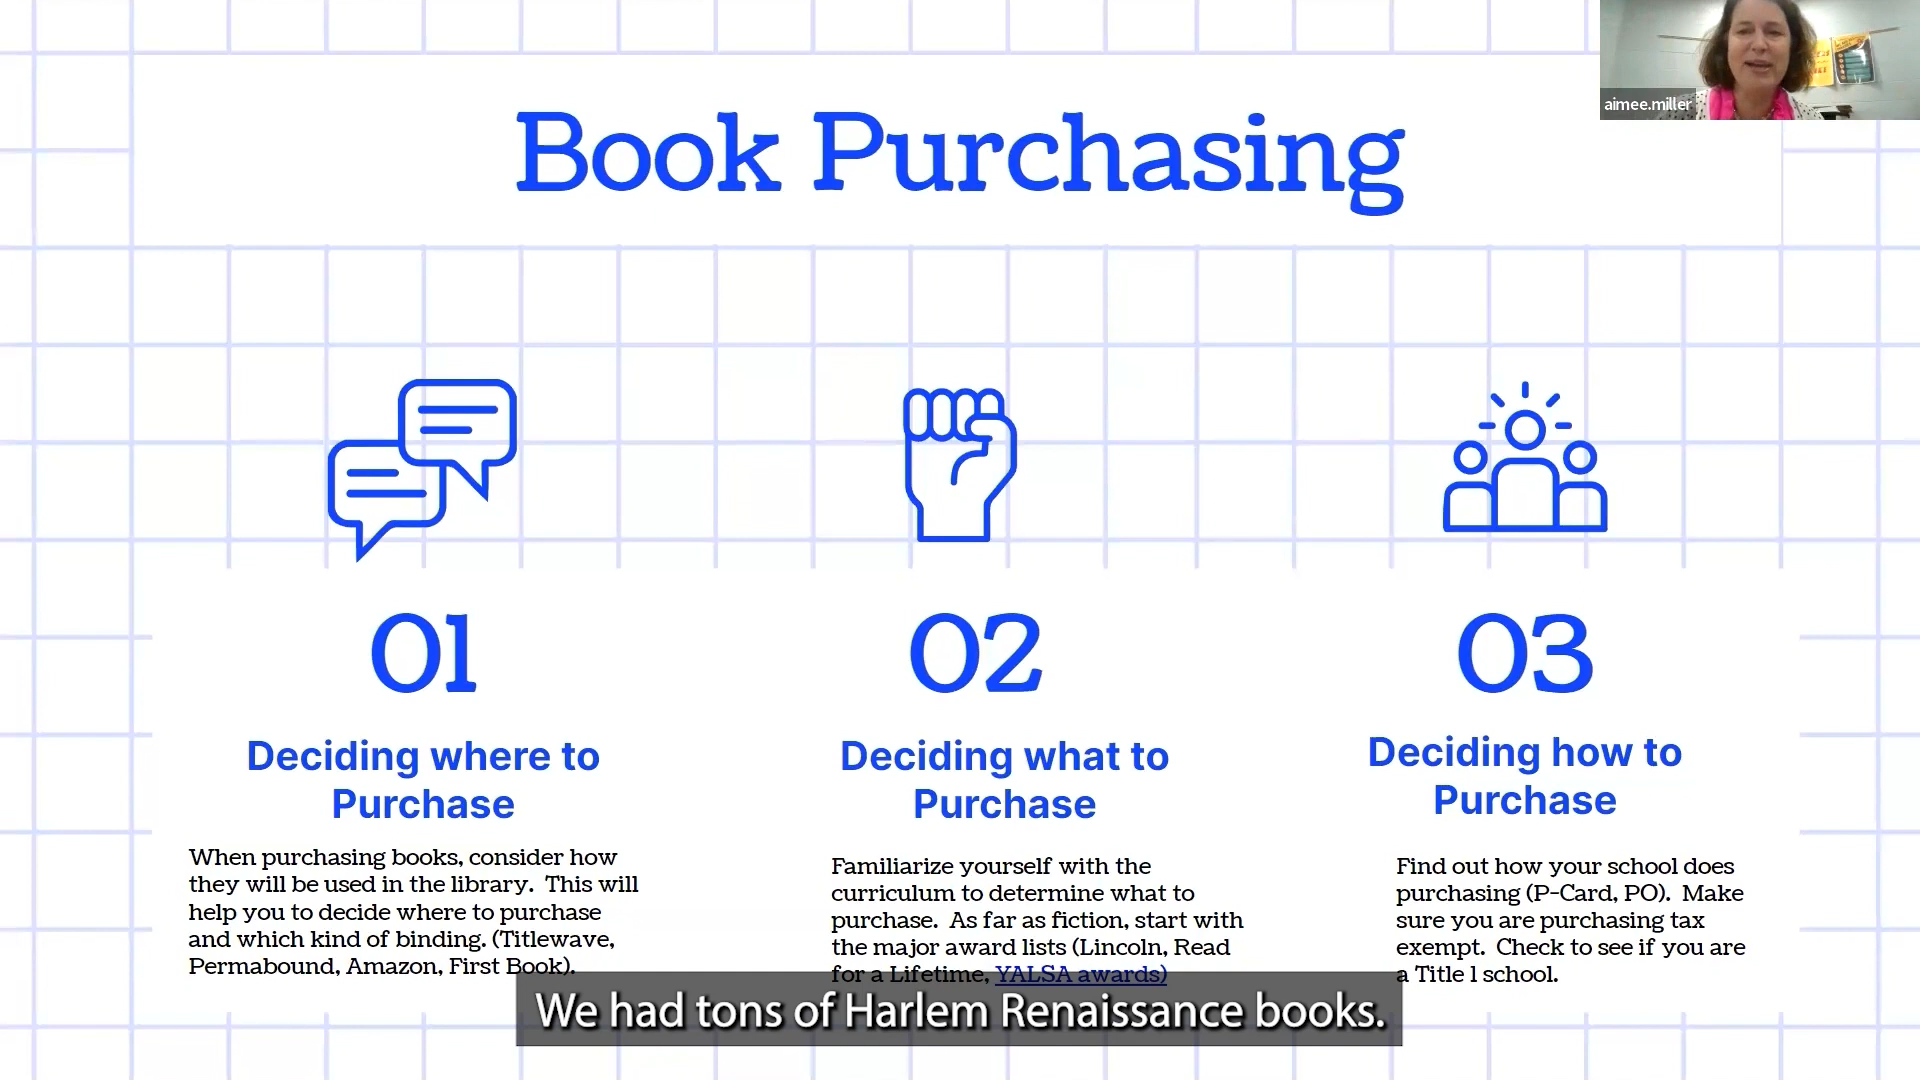 Book Purchasing
aimee.miller
01
Deciding where to
Purchase
When purchasing books, consider how
they will be used in the library. This will
help you to decide where to purchase
and which kind of binding. (Titlewave,
Permabound, Amazon, First Book).
02
Deciding what to
Purchase
Familiarize yourself with the
curriculum to determine what to
purchase. As far as fiction, start with
the major award lists (Lincoln, Read
for a Lifetime, YALSA awards)
03
Deciding how to
Purchase
Find out how your school does
purchasing (P-Card, PO). Make
sure you are purchasing tax
exempt. Check to see if you are
a Title 1 school.
We had tons of Harlem Renaissance books.